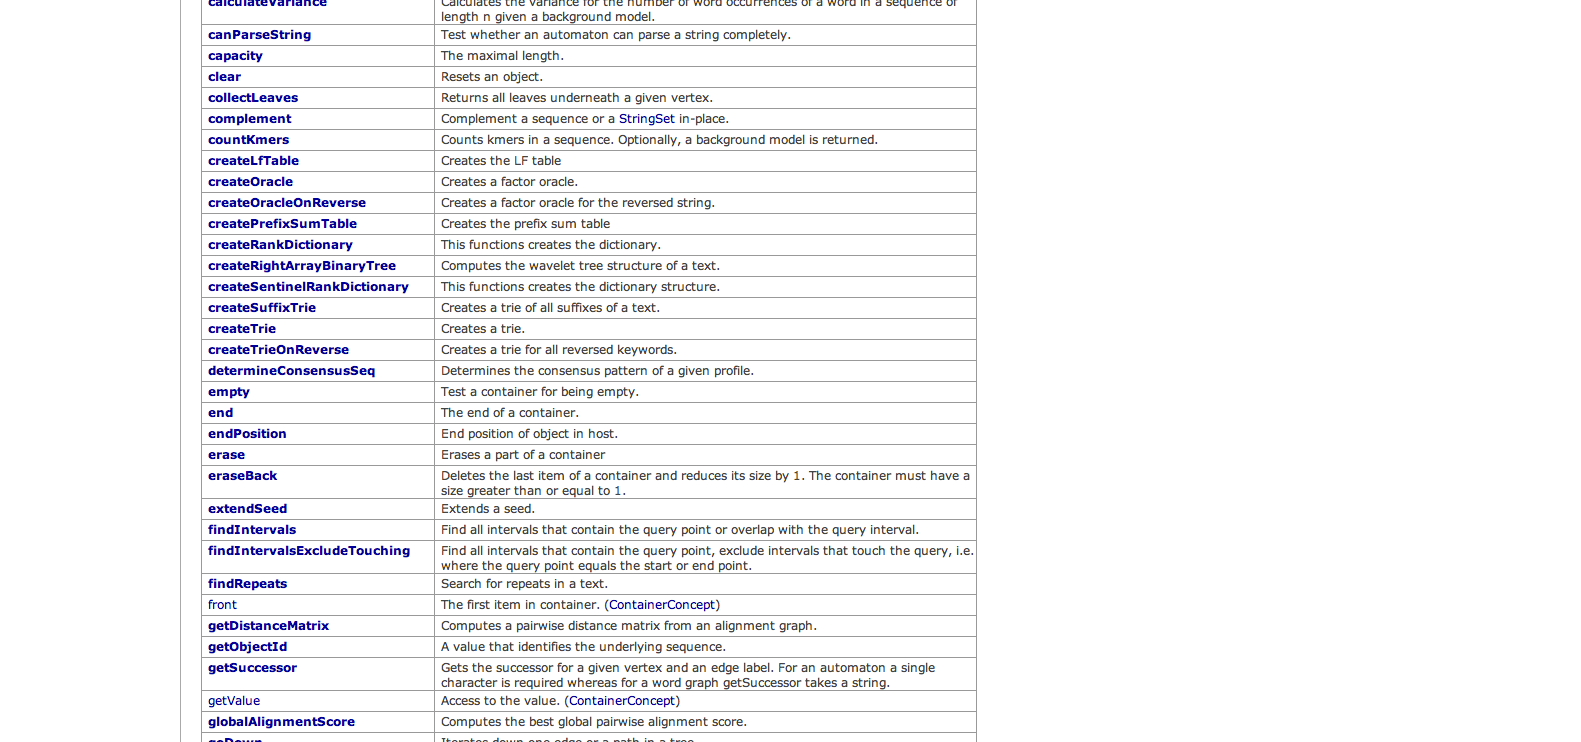 calculateVariance Calculates the variance for the number of word occurrences of a word in a sequence of
length n given a background model.
canParseString Test whether an automaton can parse a string completely.
capacity The maximal length.
clear Resets an object.
collectLeaves Returns all leaves underneath a given vertex.
complement Complement a sequence or a StringSet in-place.
countKmers Counts kmers in a sequence. Optionally, a background model is returned.
createLfTable Creates the LF table
createOracle Creates a factor oracle.
createOracleOnReverse Creates a factor oracle for the reversed string.
createPrefixSumTable Creates the prefix sum table
createRankDictionary This functions creates the dictionary.
createRightArrayBinaryTree Computes the wavelet tree structure of a text.
createSentinelRankDictionary This functions creates the dictionary structure.
createSuffixTrie Creates a trie of all suffixes of a text.
createTrie Creates a trie.
createTrieOnReverse Creates a trie for all reversed keywords.
determineConsensusSeq Determines the consensus pattern of a given profile.
empty Test a container for being empty.
end The end of a container.
endPosition End position of object in host.
erase Erases a part of a container
eraseBack Deletes the last item of a container and reduces its size by 1. The container must have a
size greater than or equal to 1.
extendSeed Extends a seed.
findIntervals Find all intervals that contain the query point or overlap with the query interval.
findIntervalsExcludeTouching Find all intervals that contain the query point, exclude intervals that touch the query, i.e.
where the query point equals the start or end point.
findRepeats Search for repeats in a text.
front The first item in container. (ContainerConcept)
getDistanceMatrix Computes a pairwise distance matrix from an alignment graph.
getObjectId A value that identifies the underlying sequence.
getSuccessor Gets the successor for a given vertex and an edge label. For an automaton a single
character is required whereas for a word graph getSuccessor takes a string.
getValue Access to the value. (ContainerConcept)
globalAlignmentScore Computes the best global pairwise alignment score.
goDown Iterates down one edge or a path in a tree.